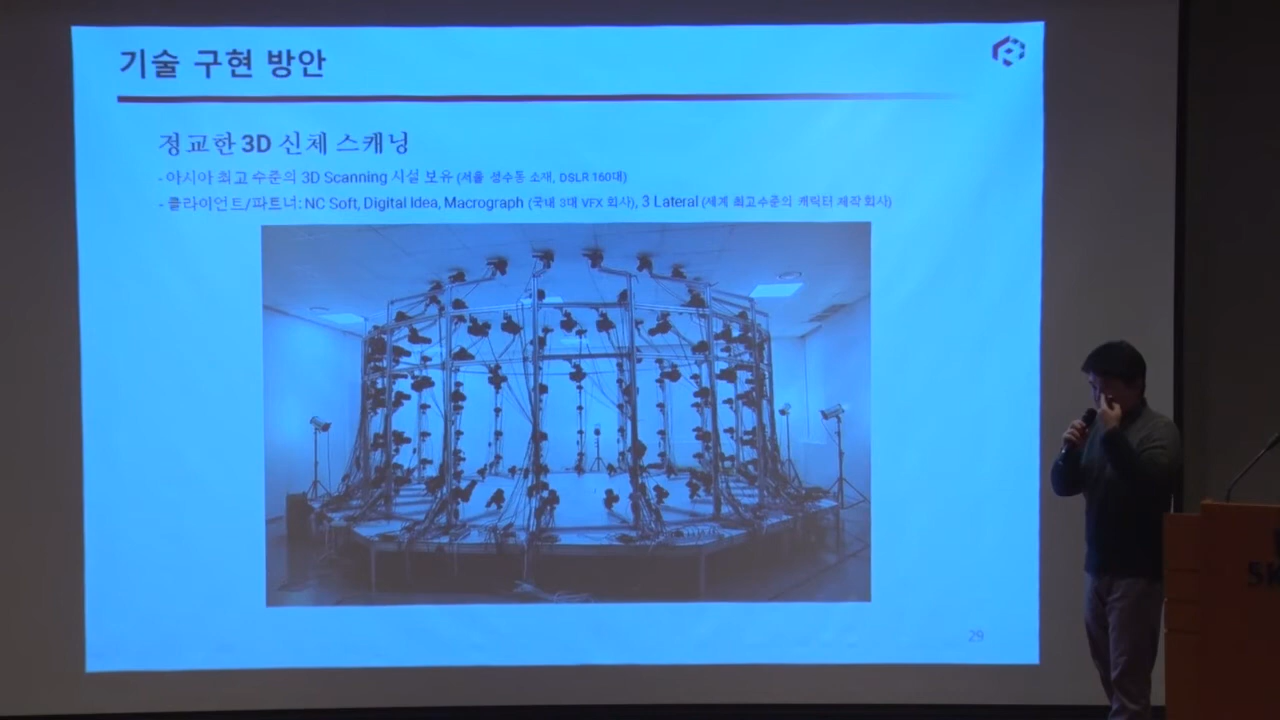 기술 구현 방안
정교한 3D 신체 스캐닝
- 아시아 최고 수준의 3D Scanning 시설 보유 (서울 성수동 소재, DSLR 160대)
- 클라이언트/파트너: NC Soft, Digital Idea, Macrograph (국내 3대 VFX 회사), 3 Lateral (세계 최고수준의 캐릭터 제작 회사)
29
SK